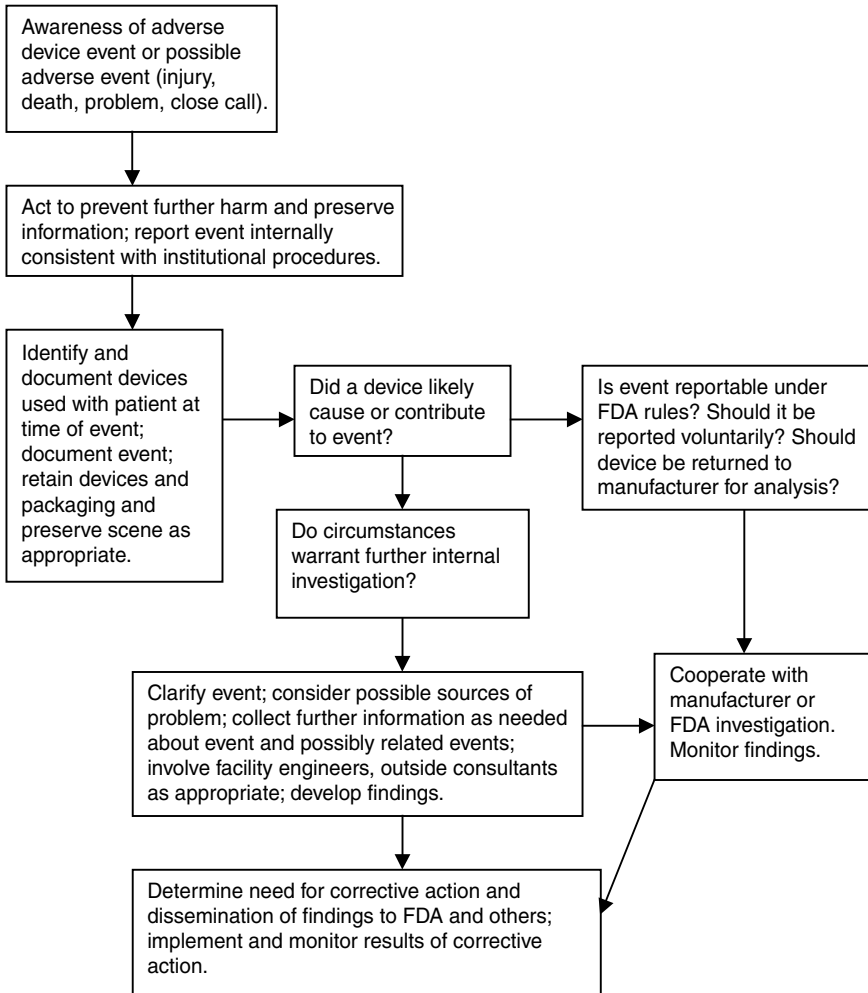 Awareness of adverse
device event or possible
adverse event (injury,
death, problem, close call).
Act to prevent further harm and preserve
information; report event internally
consistent with institutional procedures.
Identify and
document devices
used with patient at
time of event;
document event;
retain devices and
packaging and
preserve scene as
appropriate.
Did a device likely
cause or contribute
to event?
Is event reportable under
FDA rules? Should it be
reported voluntarily? Should
device be returned to
manufacturer for analysis?
Do circumstances
warrant further internal
investigation?
Clarify event; consider possible sources of
problem; collect further information as needed
about event and possibly related events;
involve facility engineers, outside consultants
as appropriate; develop findings.
Cooperate with
manufacturer or
FDA investigation.
Monitor findings.
Determine need for corrective action and
dissemination of findings to FDA and others;
implement and monitor results of corrective
action.